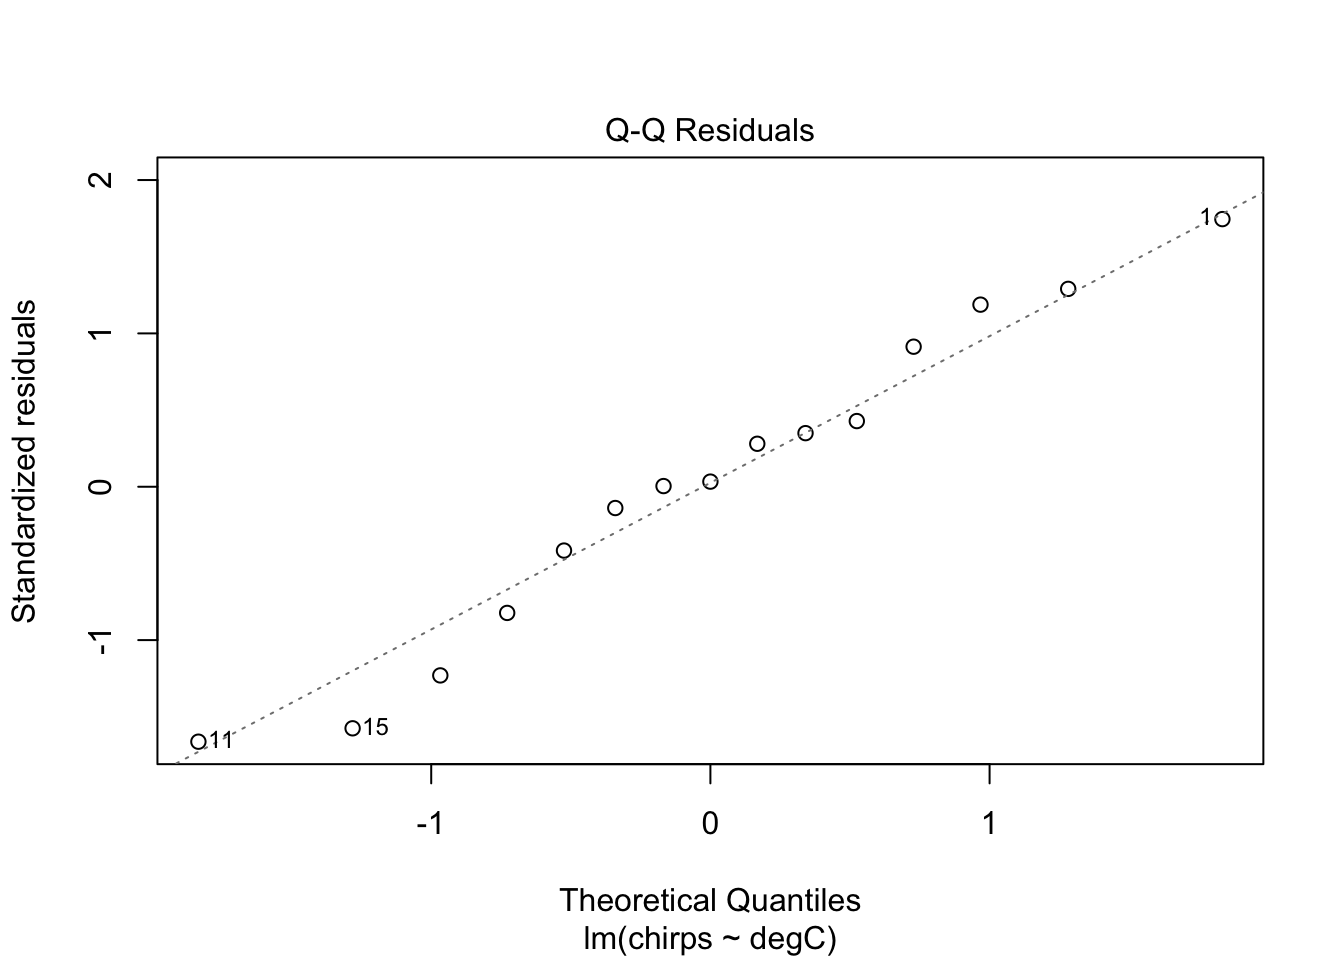 Q-Q Residuals
2
1
0
-1
Standardized residuals
1
15
11
-1
0
1
Theoretical Quantiles
lm(chirps ~ degC)